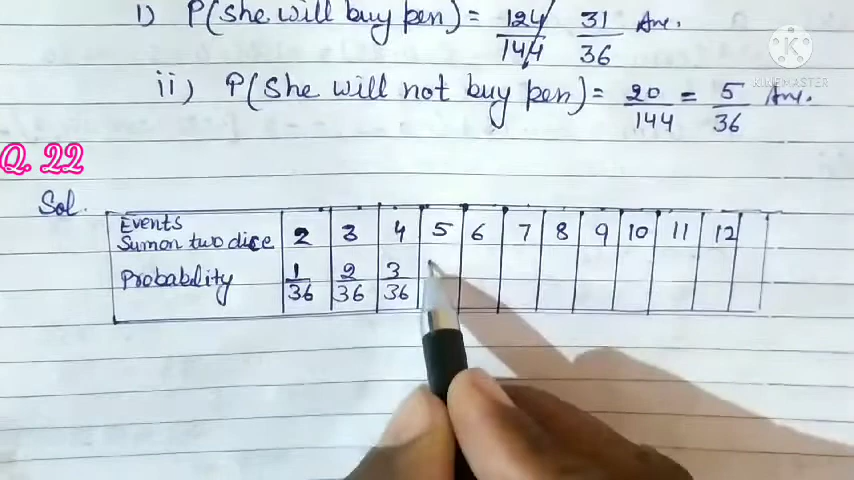 i) P(she will buy pen) = 124/144 31/36 Ans.
K
KINEMASTER
ii) P(she will not buy pen) = 20/144 = 5/36 Ans.
Q. 22
Sol.
Events
Sum on two dice 2 3 4 5 6 7 8 9 10 11 12
Probability 1/36 2/36 3/36